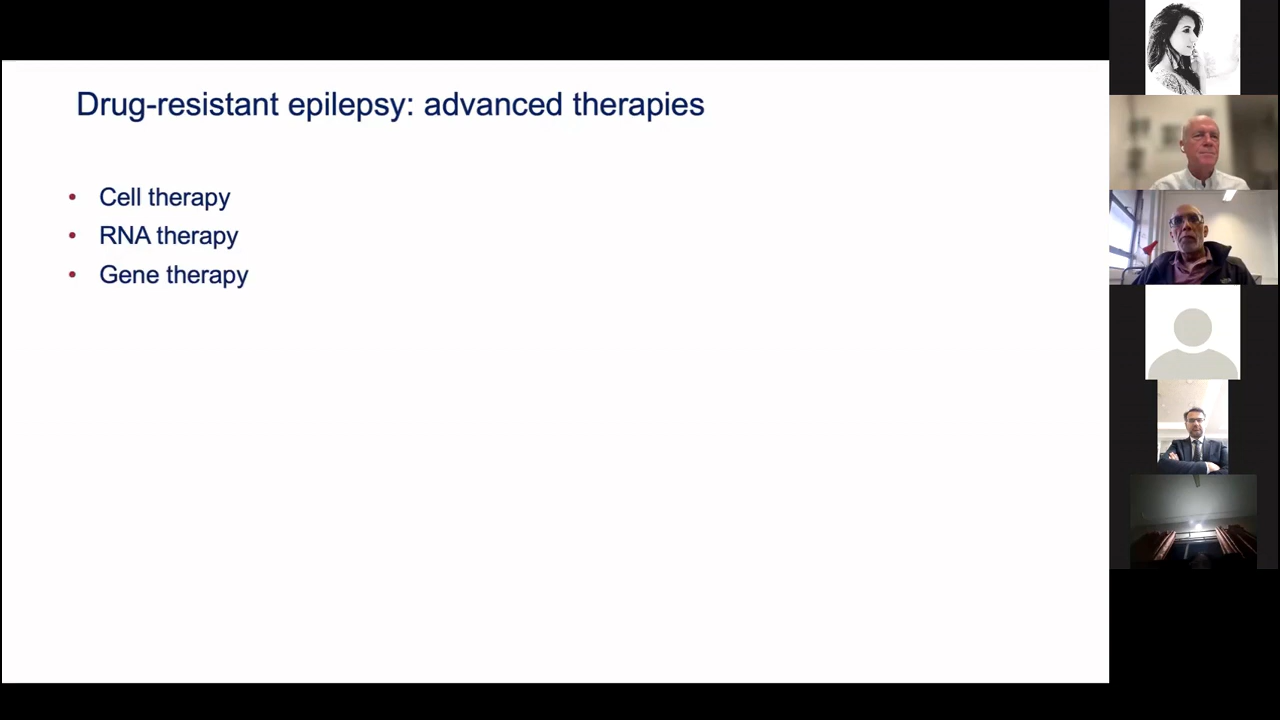 Drug-resistant epilepsy: advanced therapies
• Cell therapy
• RNA therapy
• Gene therapy